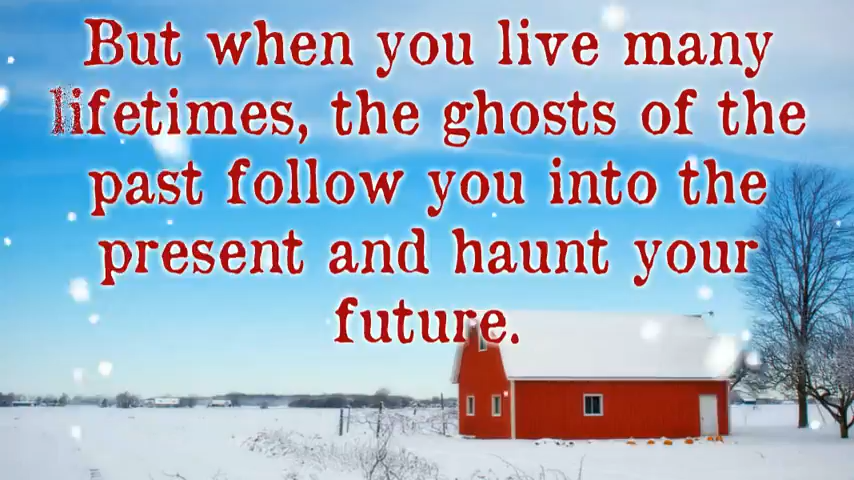 But when you live many
lifetimes, the ghosts of the
past follow you into the
present and haunt your
future.